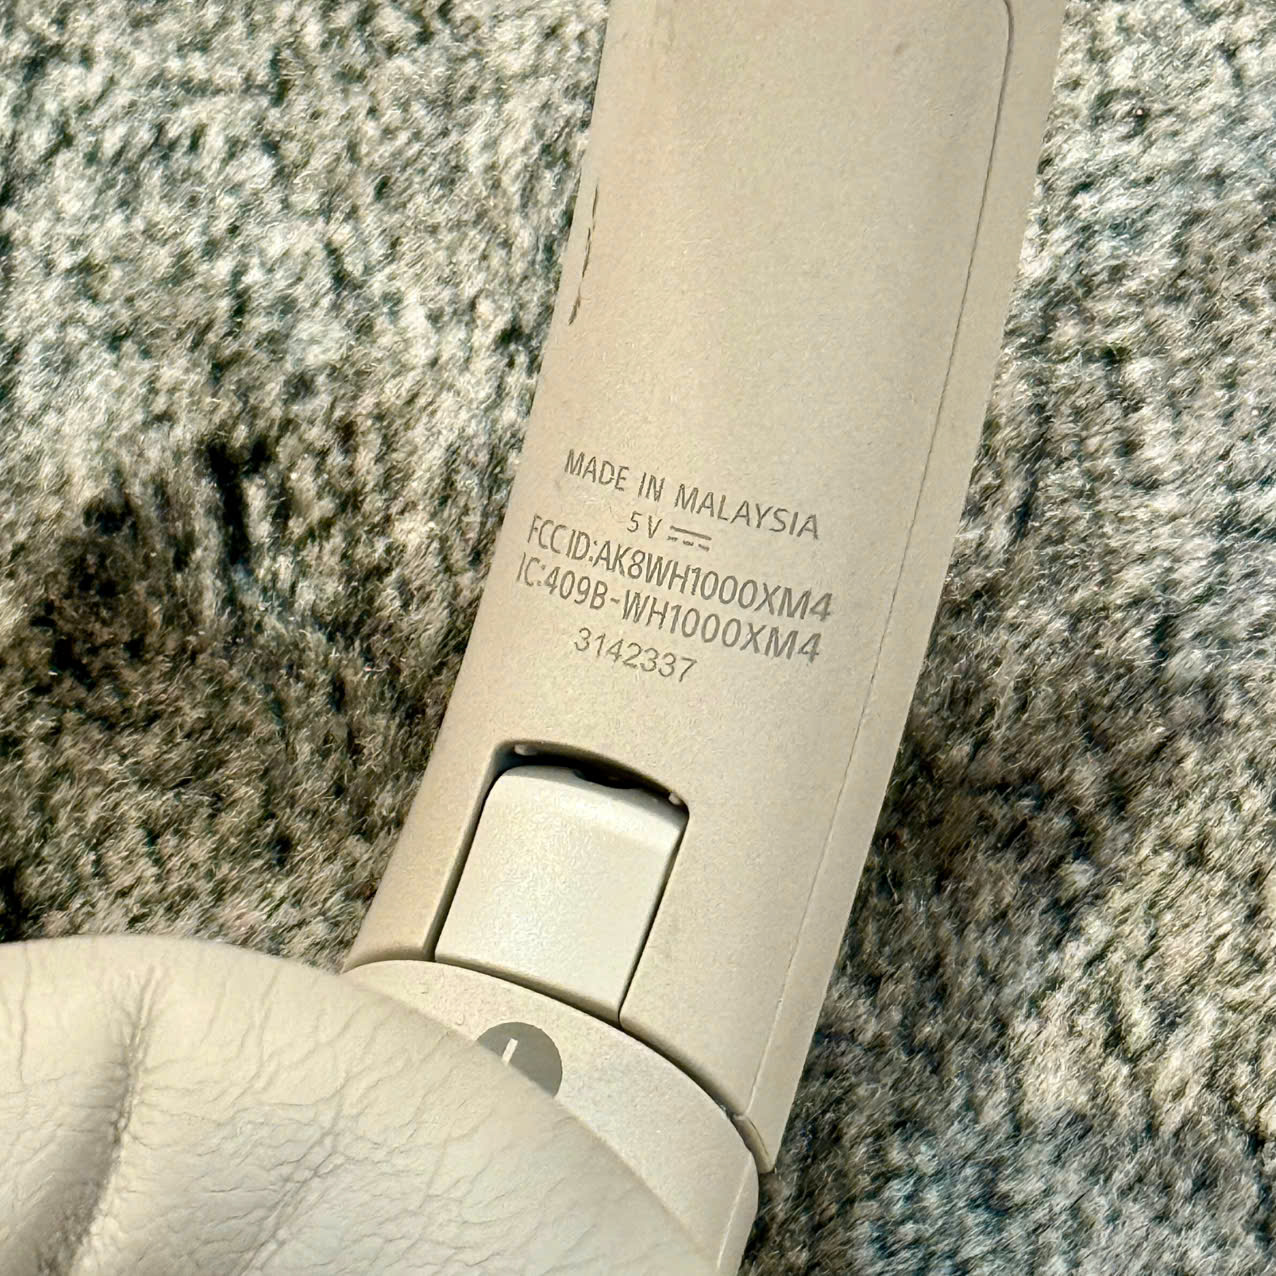 MADE IN MALAYSIA
5V ⎓
FCC ID:AK8WH1000XM4
IC:409B-WH1000XM4
3142337
L